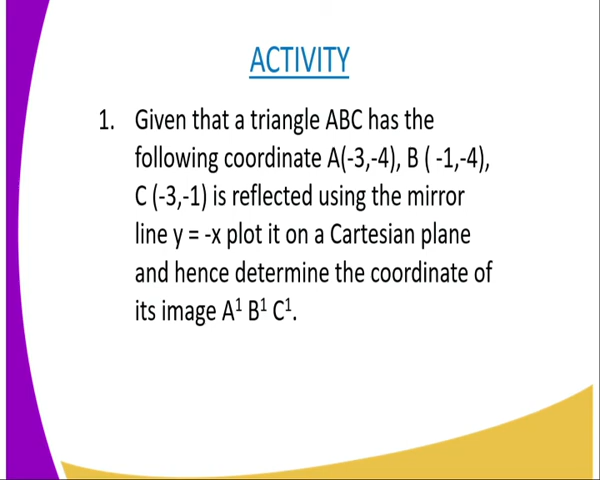 ACTIVITY
1. Given that a triangle ABC has the
following coordinate A(-3,-4), B ( -1,-4),
C (-3,-1) is reflected using the mirror
line y = -x plot it on a Cartesian plane
and hence determine the coordinate of
its image A¹ B¹ C¹.